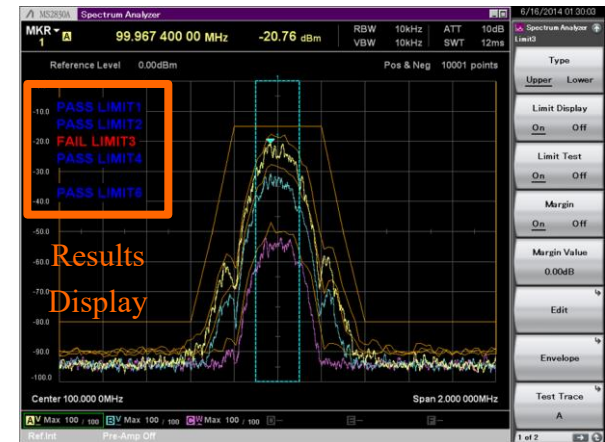 MS2830A Spectrum Analyzer
6/16/2014 01:30:03
MKR 1 A 99.967 400 00 MHz -20.76 dBm
RBW 10kHz ATT 10dB
VBW 10kHz SWT 12ms
Reference Level 0.00dBm Pos & Neg 10001 points
-10.0
-20.0
-30.0
-40.0
-50.0
-60.0
-70.0
-80.0
-90.0
-100.0
PASS LIMIT1
PASS LIMIT2
FAIL LIMIT3
PASS LIMIT4
PASS LIMIT6
Results
Display
Center 100.000 0MHz Span 2.000 000MHz
A V Max 100 / 100 B V Max 100 / 100 C W Max 100 / 100 D-- E-- F--
Ref.Int Pre-Amp Off
Spectrum Analyzer
Limit3
Type
Upper Lower
Limit Display
On Off
Limit Test
On Off
Margin
On Off
Margin Value
0.00dB
Edit
Envelope
Test Trace
A
1 of 2